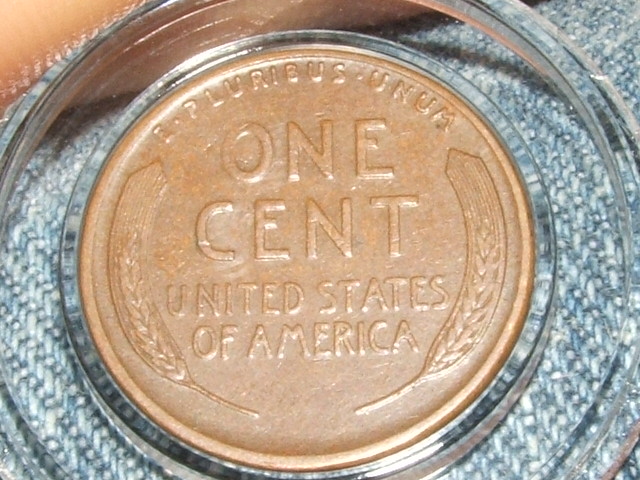 E·PLURIBUS·UNUM
ONE
CENT
UNITED STATES
OF AMERICA